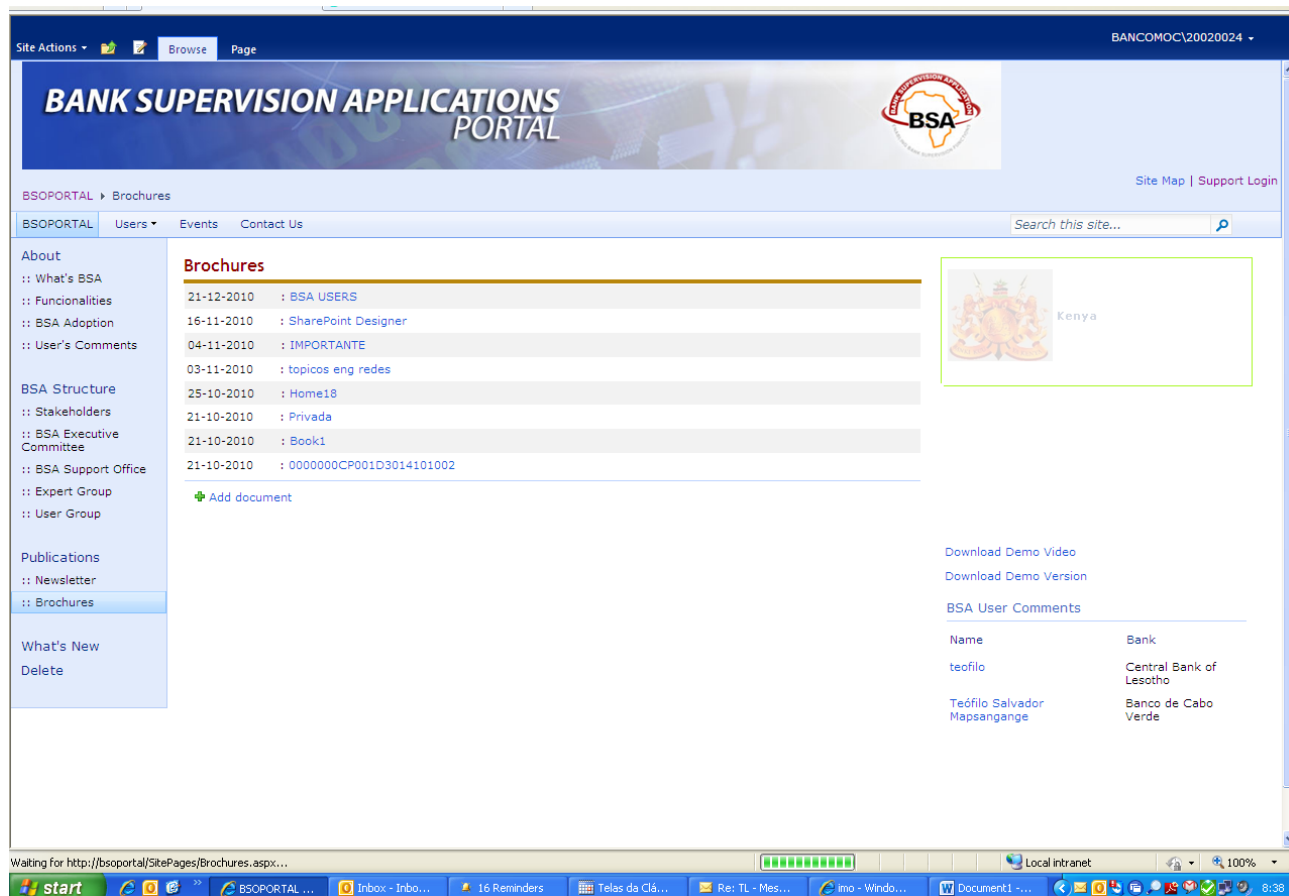 Site Actions Browse Page BANCOMOC\20020024
BANK SUPERVISION APPLICATIONS
PORTAL
BSA
Site Map | Support Login
BSOPORTAL Brochures
BSOPORTAL Users Events Contact Us Search this site...
About
:: What's BSA
:: Funcionalities
:: BSA Adoption
:: User's Comments
BSA Structure
:: Stakeholders
:: BSA Executive
Committee
:: BSA Support Office
:: Expert Group
:: User Group
Publications
:: Newsletter
:: Brochures
What's New
Delete
Brochures
21-12-2010 : BSA USERS
16-11-2010 : SharePoint Designer
04-11-2010 : IMPORTANTE
03-11-2010 : topicos eng redes
25-10-2010 : Home18
21-10-2010 : Privada
21-10-2010 : Book1
21-10-2010 : 0000000CP001D3014101002
Add document
Kenya
Download Demo Video
Download Demo Version
BSA User Comments
Name Bank
teofilo Central Bank of
Lesotho
Teófilo Salvador Banco de Cabo
Mapsangange Verde
Waiting for http://bsoportal/SitePages/Brochures.aspx... Local intranet 100%
start BSOPORTAL ... Inbox - Inbo... 16 Reminders Telas da Clá... Re: TL - Mes... imo - Windo... Document1 -... 8:38